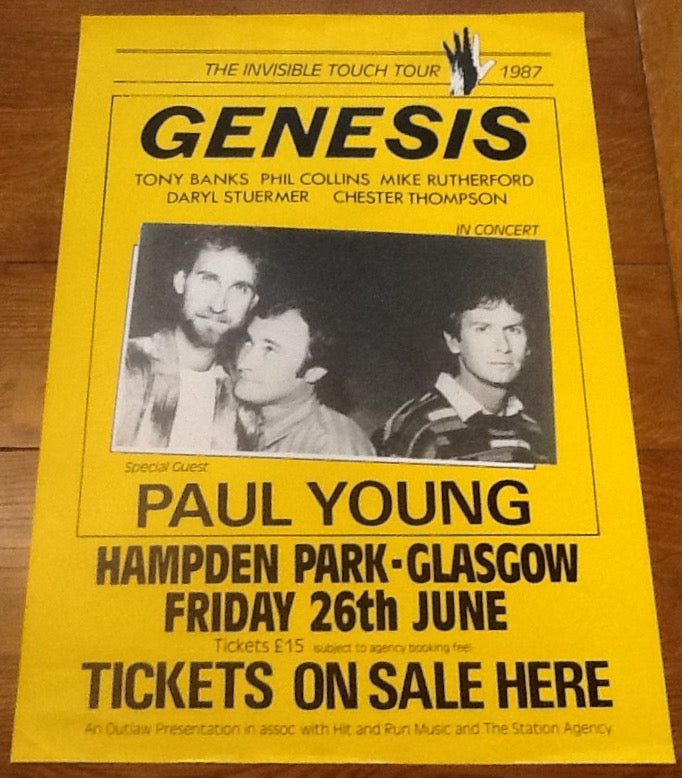 THE INVISIBLE TOUCH TOUR 1987
GENESIS
TONY BANKS PHIL COLLINS MIKE RUTHERFORD
DARYL STUERMER CHESTER THOMPSON
IN CONCERT
Special Guest
PAUL YOUNG
HAMPDEN PARK-GLASGOW
FRIDAY 26th JUNE
Tickets £15 (subject to agency booking fee)
TICKETS ON SALE HERE
An Outlaw Presentation in assoc with Hit and Run Music and The Station Agency